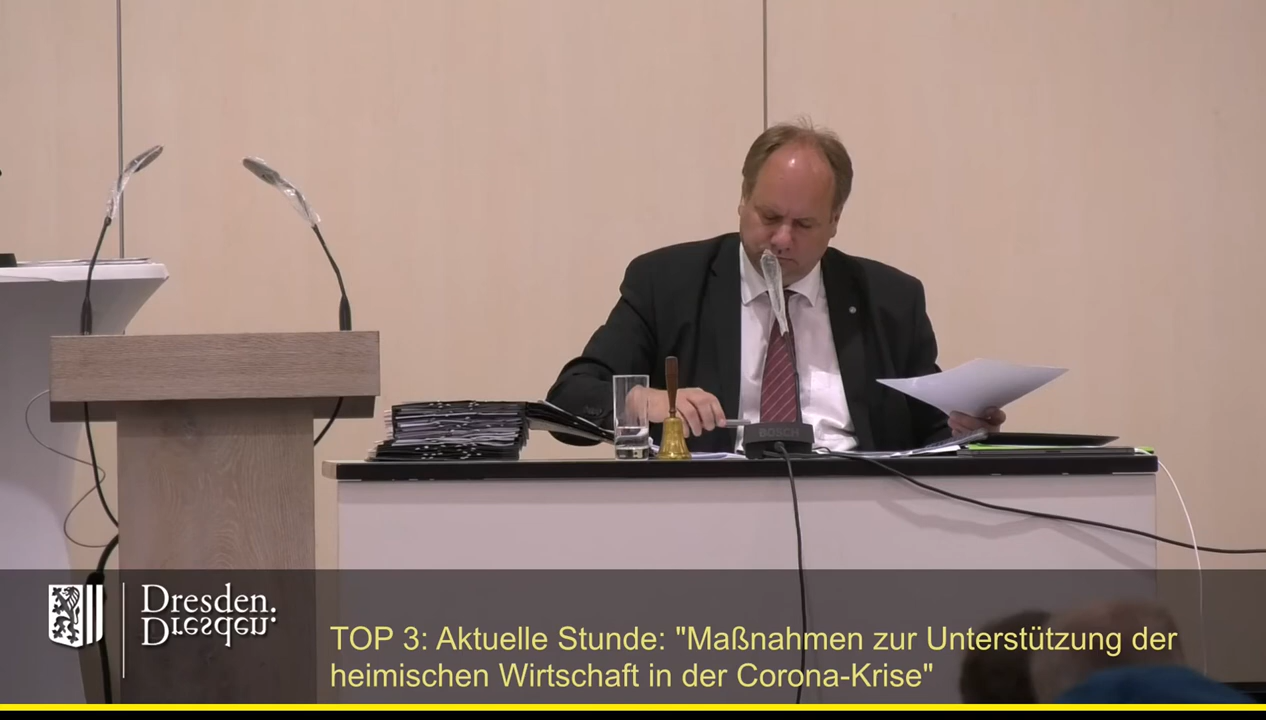 BOSCH
Dresden.
Dresden.
TOP 3: Aktuelle Stunde: "Maßnahmen zur Unterstützung der
heimischen Wirtschaft in der Corona-Krise"